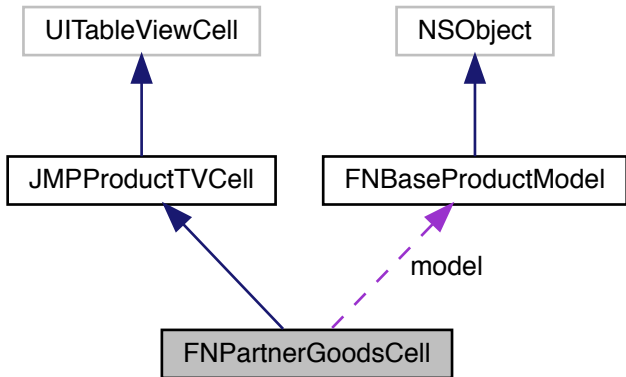 UITableViewCell
NSObject
JMPProductTVCell
FNBaseProductModel
model
FNPartnerGoodsCell